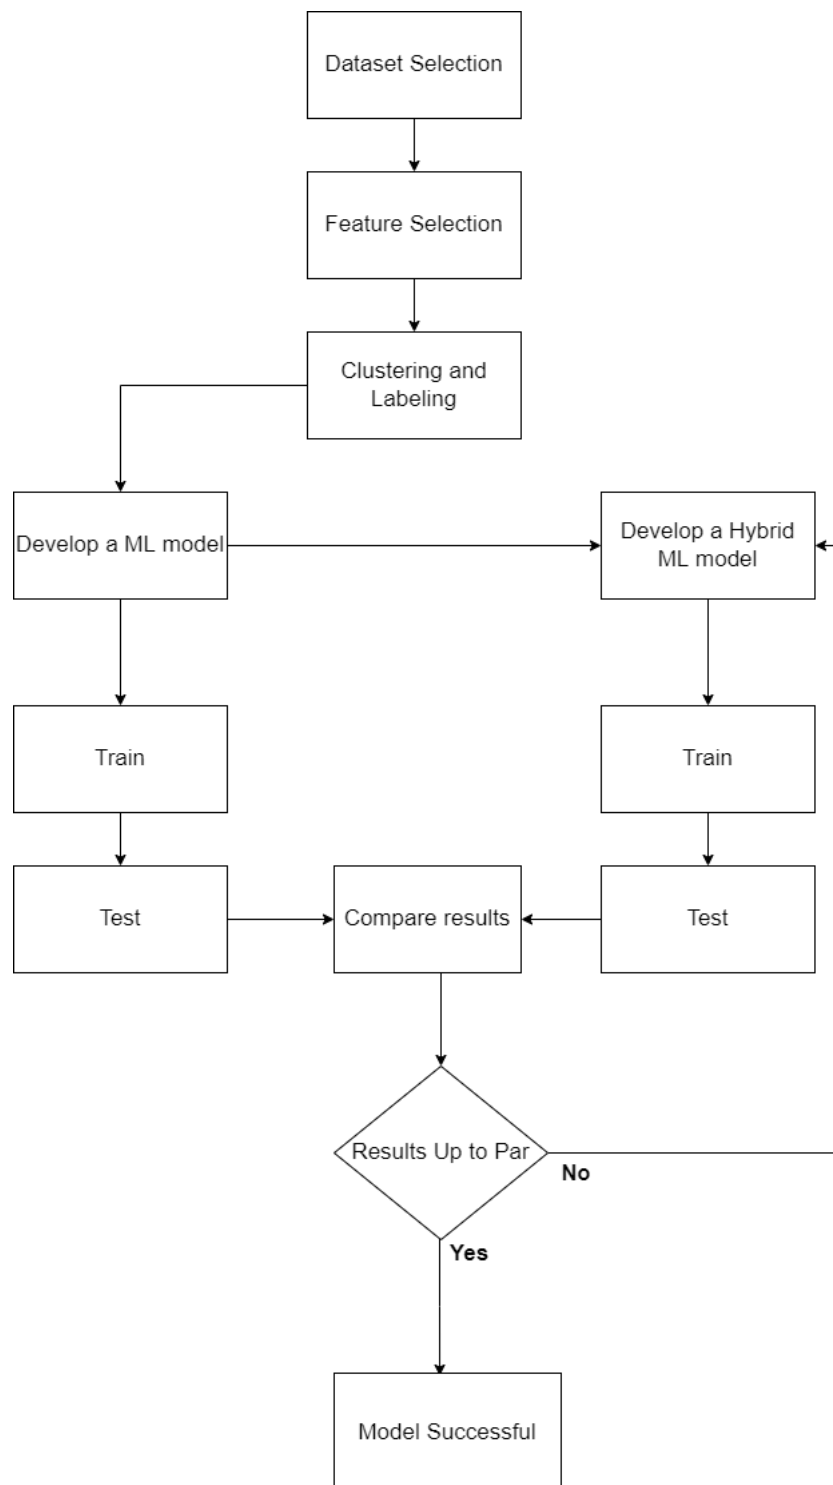 Dataset Selection
Feature Selection
Clustering and
Labeling
Develop a ML model
Develop a Hybrid
ML model
Train
Train
Test
Compare results
Test
Results Up to Par
No
Yes
Model Successful